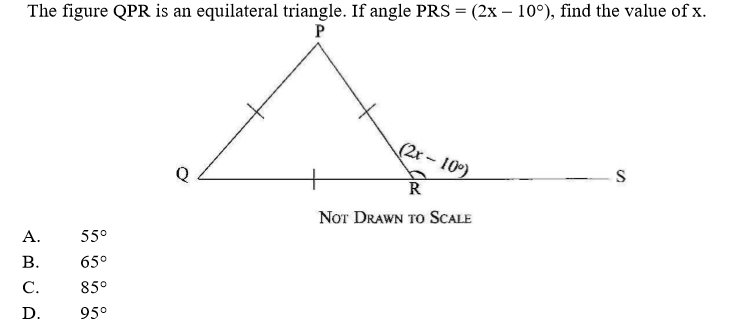 The figure QPR is an equilateral triangle. If angle PRS = (2x – 10°), find the value of x.
P
(2x – 10°)
Q
R
S
NOT DRAWN TO SCALE
A. 55°
B. 65°
C. 85°
D. 95°